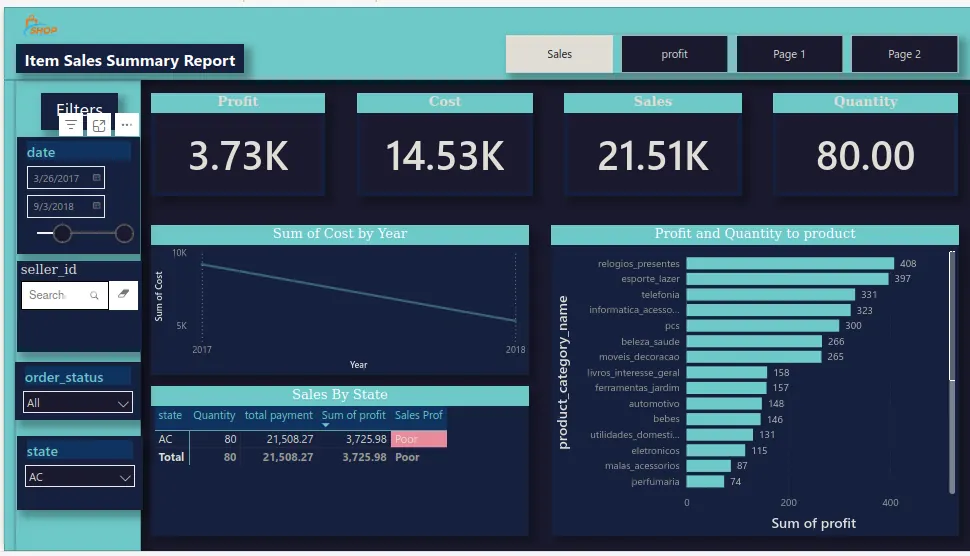 SHOP
Item Sales Summary Report
Sales
profit
Page 1
Page 2
Filters
...
date
3/26/2017
9/3/2018
seller_id
Search
order_status
All
state
AC
Profit
3.73K
Cost
14.53K
Sales
21.51K
Quantity
80.00
Sum of Cost by Year
Sum of Cost
10K
5K
2017
2018
Year
Sales By State
state Quantity total payment Sum of profit Sales Prof
AC 80 21,508.27 3,725.98 Poor
Total 80 21,508.27 3,725.98 Poor
Profit and Quantity to product
product_category_name
relogios_presentes 408
esporte_lazer 397
telefonia 331
informatica_acesso... 323
pcs 300
beleza_saude 266
moveis_decoracao 265
livros_interesse_geral 158
ferramentas_jardim 157
automotivo 148
bebes 146
utilidades_domesti... 131
eletronicos 115
malas_acessorios 87
perfumaria 74
0 200 400
Sum of profit